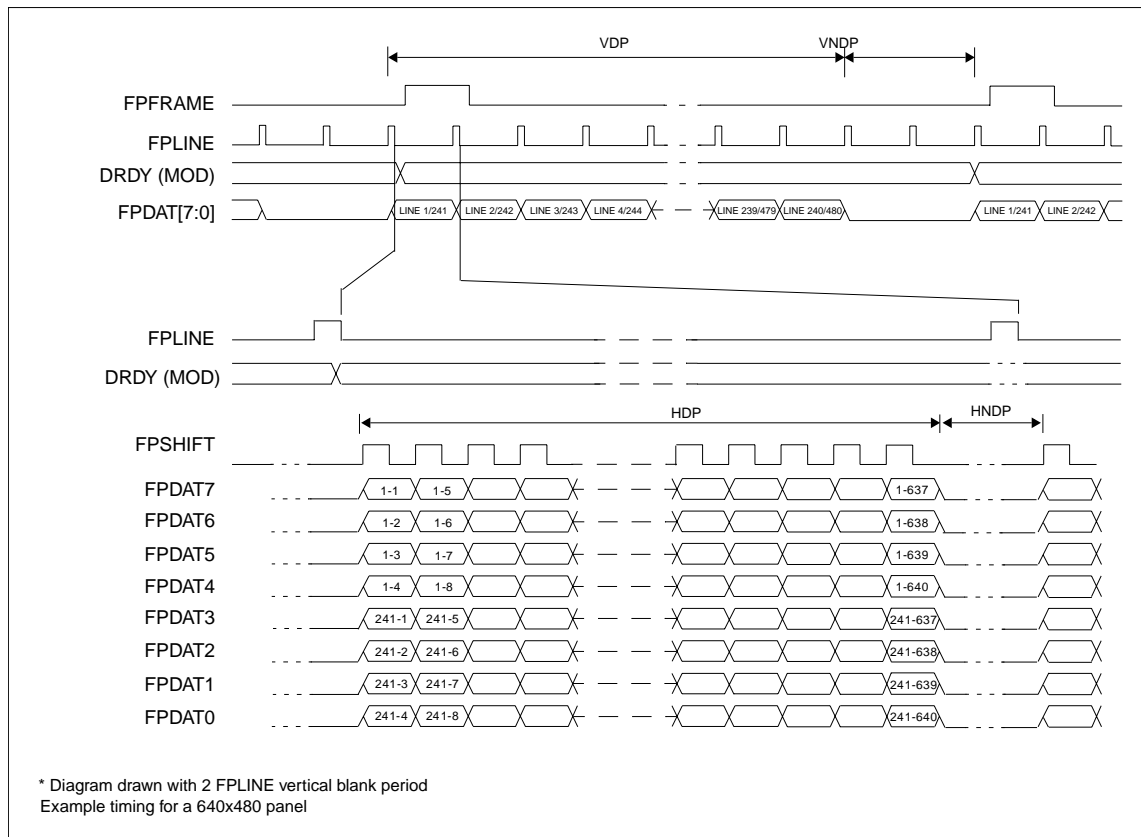 VDP VNDP
FPFRAME
FPLINE
DRDY (MOD)
FPDAT[7:0] LINE 1/241 LINE 2/242 LINE 3/243 LINE 4/244 LINE 239/479 LINE 240/480 LINE 1/241 LINE 2/242
FPLINE
DRDY (MOD)
HDP HNDP
FPSHIFT
FPDAT7 1-1 1-5 1-637
FPDAT6 1-2 1-6 1-638
FPDAT5 1-3 1-7 1-639
FPDAT4 1-4 1-8 1-640
FPDAT3 241-1 241-5 241-637
FPDAT2 241-2 241-6 241-638
FPDAT1 241-3 241-7 241-639
FPDAT0 241-4 241-8 241-640
* Diagram drawn with 2 FPLINE vertical blank period
Example timing for a 640x480 panel